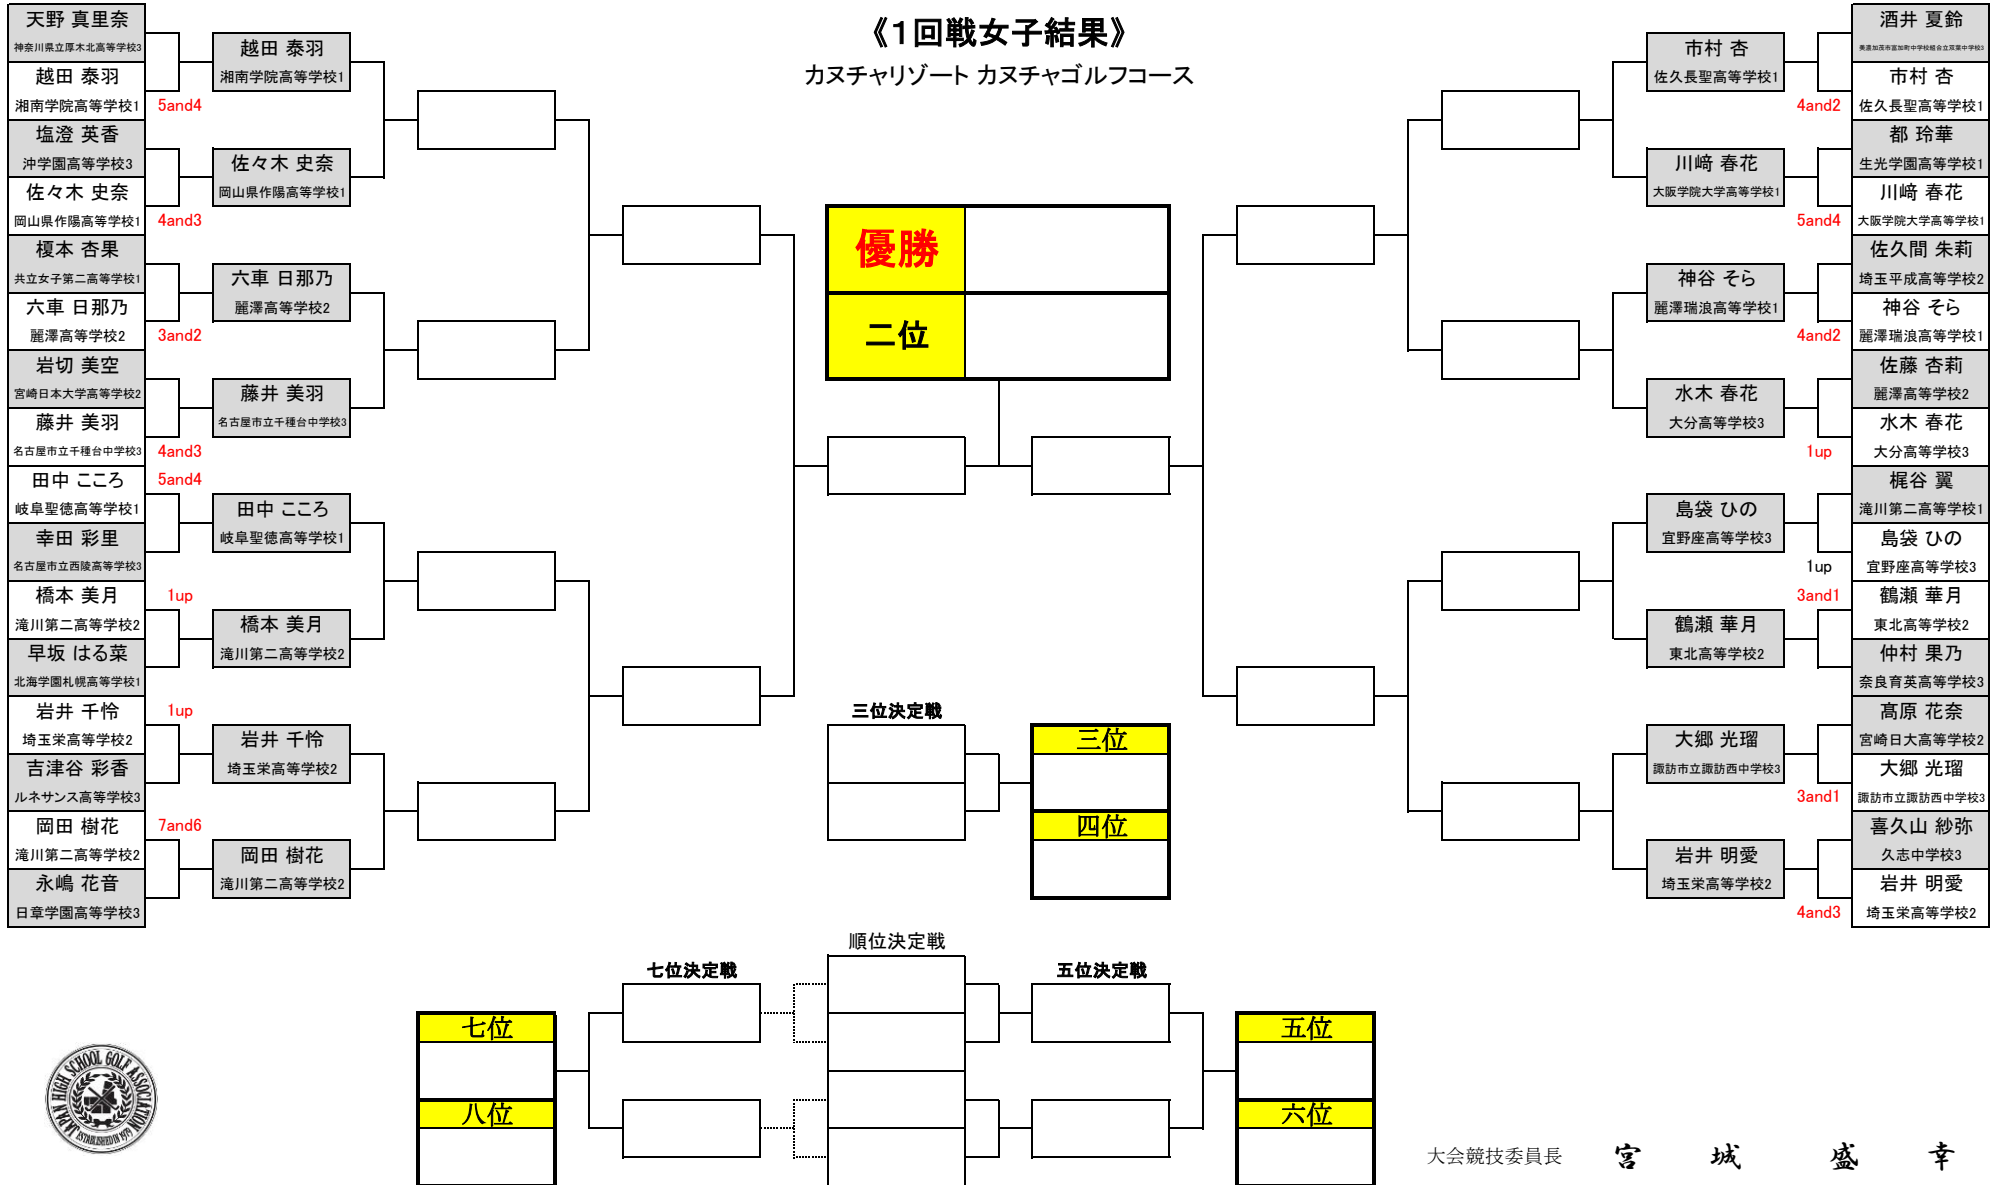 《1回戦女子結果》
カヌチャリゾート カヌチャゴルフコース
天野 真里奈
神奈川県立厚木北高等学校3
越田 泰羽
湘南学院高等学校1
5and4
塩澄 英香
沖学園高等学校3
佐々木 史奈
岡山県作陽高等学校1
4and3
榎本 杏果
共立女子第二高等学校1
六車 日那乃
麗澤高等学校2
3and2
岩切 美空
宮崎日本大学高等学校2
藤井 美羽
名古屋市立千種台中学校3
4and3
田中 こころ
5and4
岐阜聖徳高等学校1
幸田 彩里
名古屋市立西陵高等学校3
橋本 美月
1up
滝川第二高等学校2
早坂 はる菜
北海学園札幌高等学校1
岩井 千怜
1up
埼玉栄高等学校2
吉津谷 彩香
ルネサンス高等学校3
岡田 樹花
7and6
滝川第二高等学校2
永嶋 花音
日章学園高等学校3
越田 泰羽
湘南学院高等学校1
佐々木 史奈
岡山県作陽高等学校1
六車 日那乃
麗澤高等学校2
藤井 美羽
名古屋市立千種台中学校3
田中 こころ
岐阜聖徳高等学校1
橋本 美月
滝川第二高等学校2
岩井 千怜
埼玉栄高等学校2
岡田 樹花
滝川第二高等学校2
優勝
二位
三位決定戦
三位
四位
市村 杏
佐久長聖高等学校1
川﨑 春花
大阪学院大学高等学校1
神谷 そら
麗澤瑞浪高等学校1
水木 春花
大分高等学校3
島袋 ひの
宜野座高等学校3
鶴瀬 華月
東北高等学校2
大郷 光瑠
諏訪市立諏訪西中学校3
岩井 明愛
埼玉栄高等学校2
酒井 夏鈴
美濃加茂市富加町中学校組合立双葉中学校3
市村 杏
4and2
佐久長聖高等学校1
都 玲華
生光学園高等学校1
川﨑 春花
5and4
大阪学院大学高等学校1
佐久間 朱莉
埼玉平成高等学校2
神谷 そら
4and2
麗澤瑞浪高等学校1
佐藤 杏莉
麗澤高等学校2
水木 春花
1up
大分高等学校3
梶谷 翼
滝川第二高等学校1
島袋 ひの
1up
宜野座高等学校3
3and1
鶴瀬 華月
東北高等学校2
仲村 果乃
奈良育英高等学校3
髙原 花奈
宮崎日大高等学校2
大郷 光瑠
3and1
諏訪市立諏訪西中学校3
喜久山 紗弥
久志中学校3
岩井 明愛
4and3
埼玉栄高等学校2
順位決定戦
七位決定戦
五位決定戦
七位
八位
五位
六位
JAPAN HIGH SCHOOL GOLF ASSOCIATION
ESTABLISHED IN 1979
大会競技委員長 宮 城 盛 幸